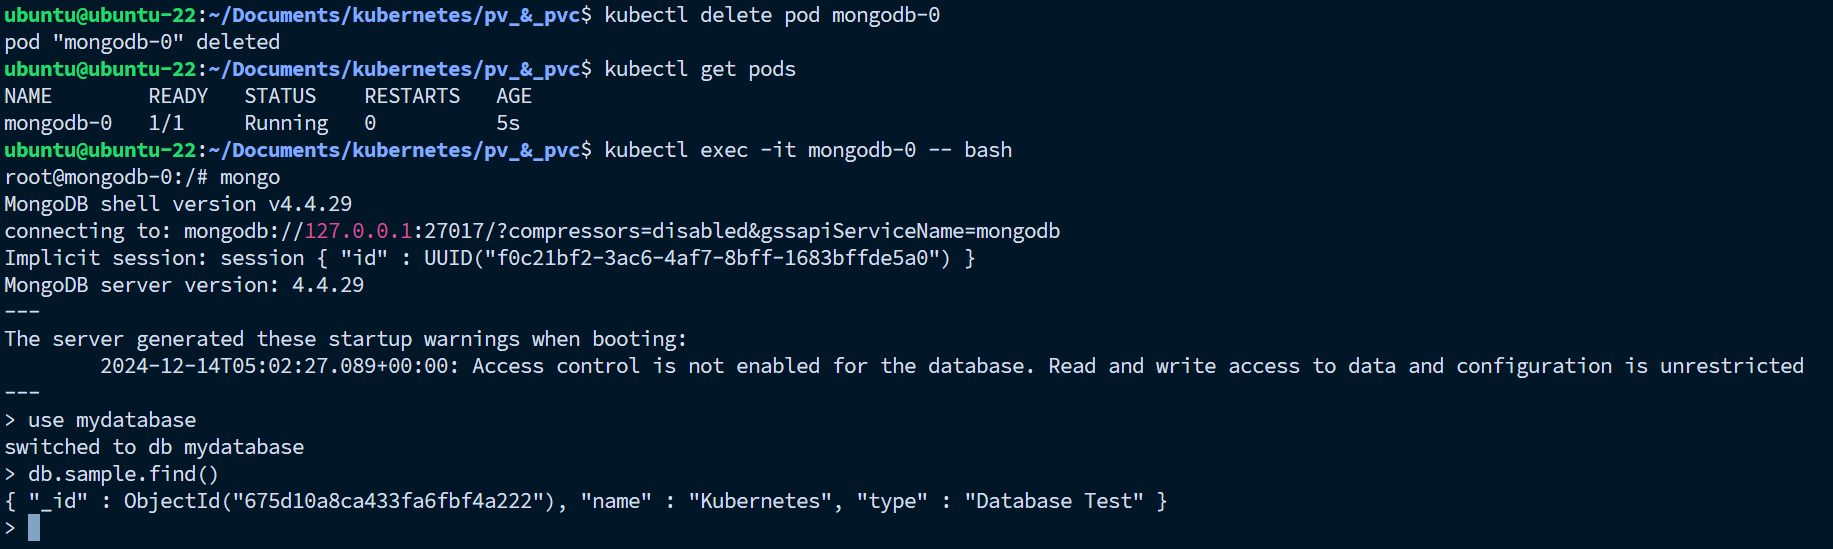 ubuntu@ubuntu-22:~/Documents/kubernetes/pv_&_pvc$ kubectl delete pod mongodb-0
pod "mongodb-0" deleted
ubuntu@ubuntu-22:~/Documents/kubernetes/pv_&_pvc$ kubectl get pods
NAME        READY   STATUS    RESTARTS   AGE
mongodb-0   1/1     Running   0          5s
ubuntu@ubuntu-22:~/Documents/kubernetes/pv_&_pvc$ kubectl exec -it mongodb-0 -- bash
root@mongodb-0:/# mongo
MongoDB shell version v4.4.29
connecting to: mongodb://127.0.0.1:27017/?compressors=disabled&gssapiServiceName=mongodb
Implicit session: session { "id" : UUID("f0c21bf2-3ac6-4af7-8bff-1683bffde5a0") }
MongoDB server version: 4.4.29
---
The server generated these startup warnings when booting:
        2024-12-14T05:02:27.089+00:00: Access control is not enabled for the database. Read and write access to data and configuration is unrestricted
---
> use mydatabase
switched to db mydatabase
> db.sample.find()
{ "_id" : ObjectId("675d10a8ca433fa6fbf4a222"), "name" : "Kubernetes", "type" : "Database Test" }
>